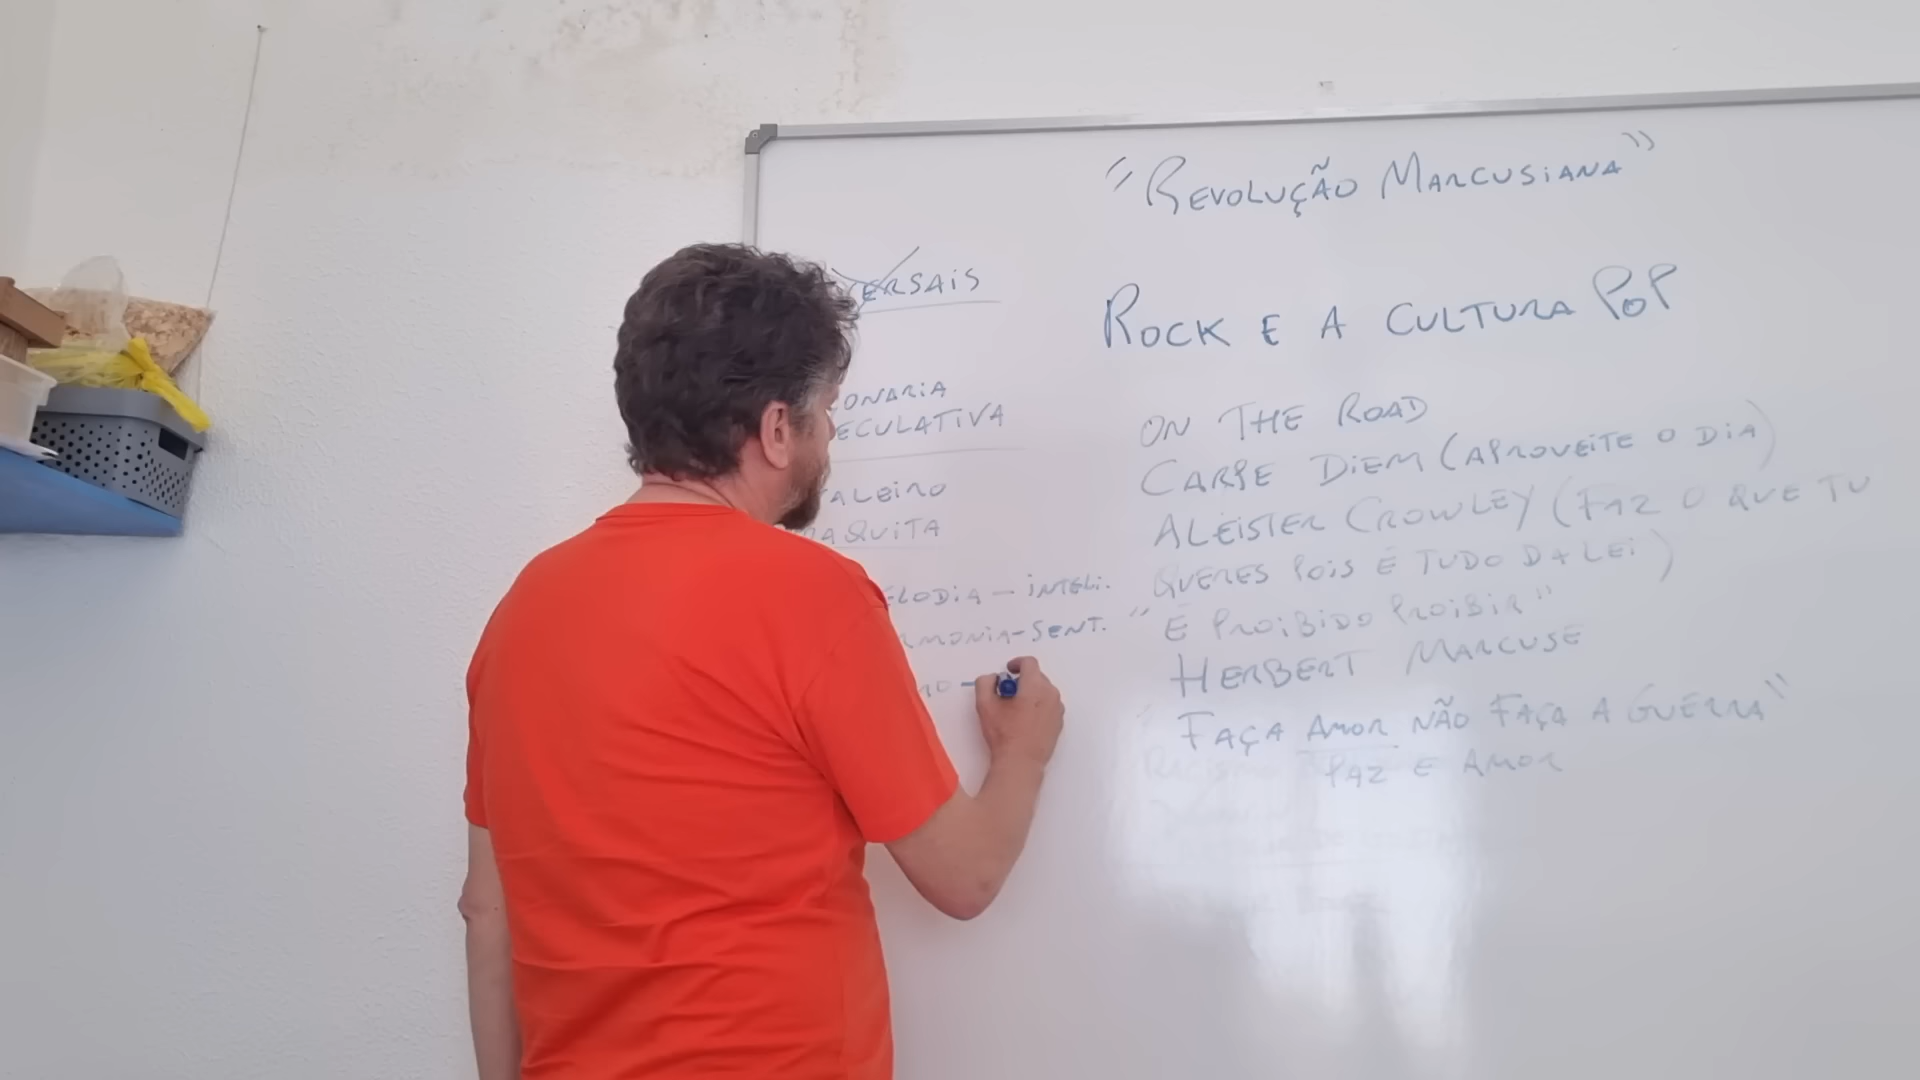 "REVOLUÇÃO MARCUSIANA"
ROCK E A CULTURA POP
ON THE ROAD
CARPE DIEM (APROVEITE O DIA)
ALEISTER CROWLEY (FAZ O QUE TU
QUERES POIS É TUDO DA LEI)
"É PROIBIDO PROIBIR"
HERBERT MARCUSE
FAÇA AMOR NÃO FAÇA A GUERRA"
PAZ E AMOR
ERSAIS
ONARIA
ECULATIVA
ALEIRO
AQUITA
ELODIA — INTELI.
RMONIA - SENT.